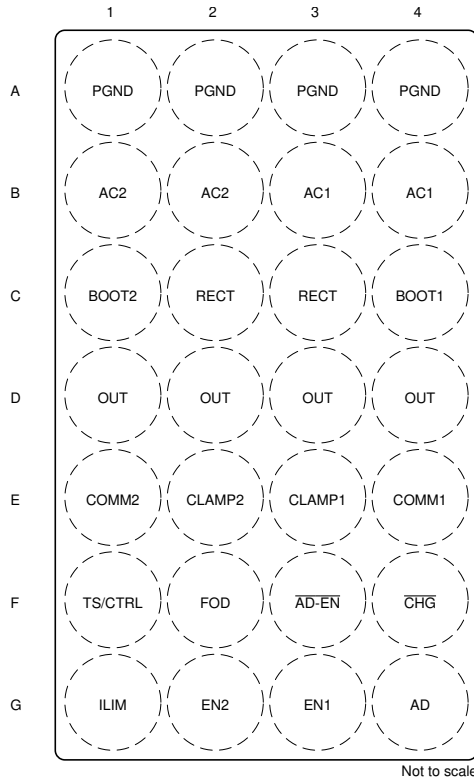 1 2 3 4
A PGND PGND PGND PGND
B AC2 AC2 AC1 AC1
C BOOT2 RECT RECT BOOT1
D OUT OUT OUT OUT
E COMM2 CLAMP2 CLAMP1 COMM1
F TS/CTRL FOD AD-EN CHG
G ILIM EN2 EN1 AD
Not to scale